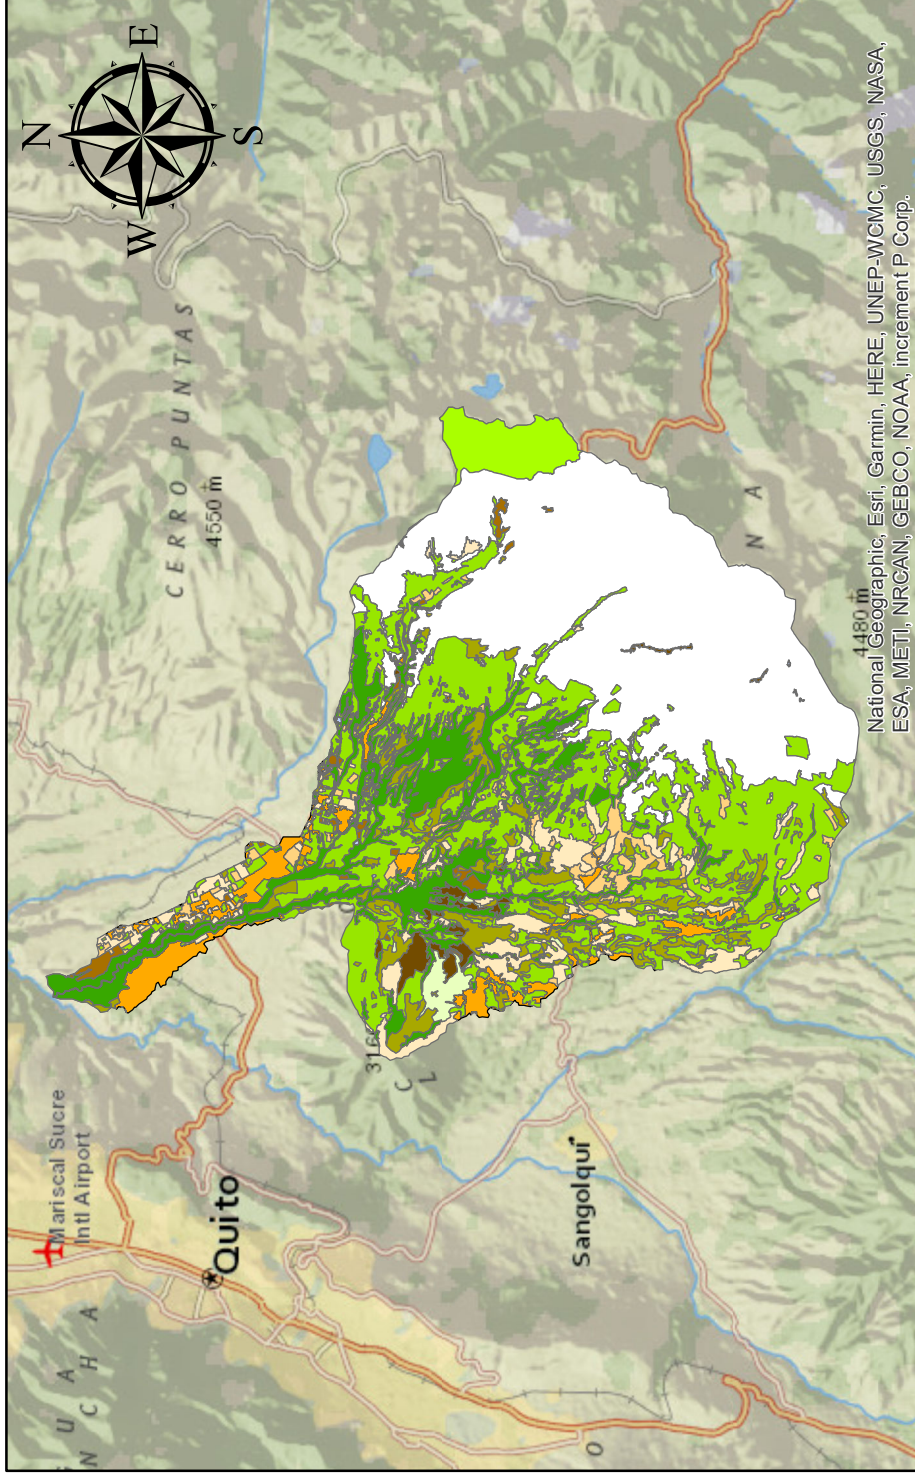 N
E
W
S
CERRO PUNTAS
4550 m
Mariscal Sucre
Intl Airport
Quito
U A
N C H A
316
C
L
Sangolquí
O
N A
4480 m
National Geographic, Esri, Garmin, HERE, UNEP-WCMC, USGS, NASA,
ESA, METI, NRCAN, GEBCO, NOAA, increment P Corp.